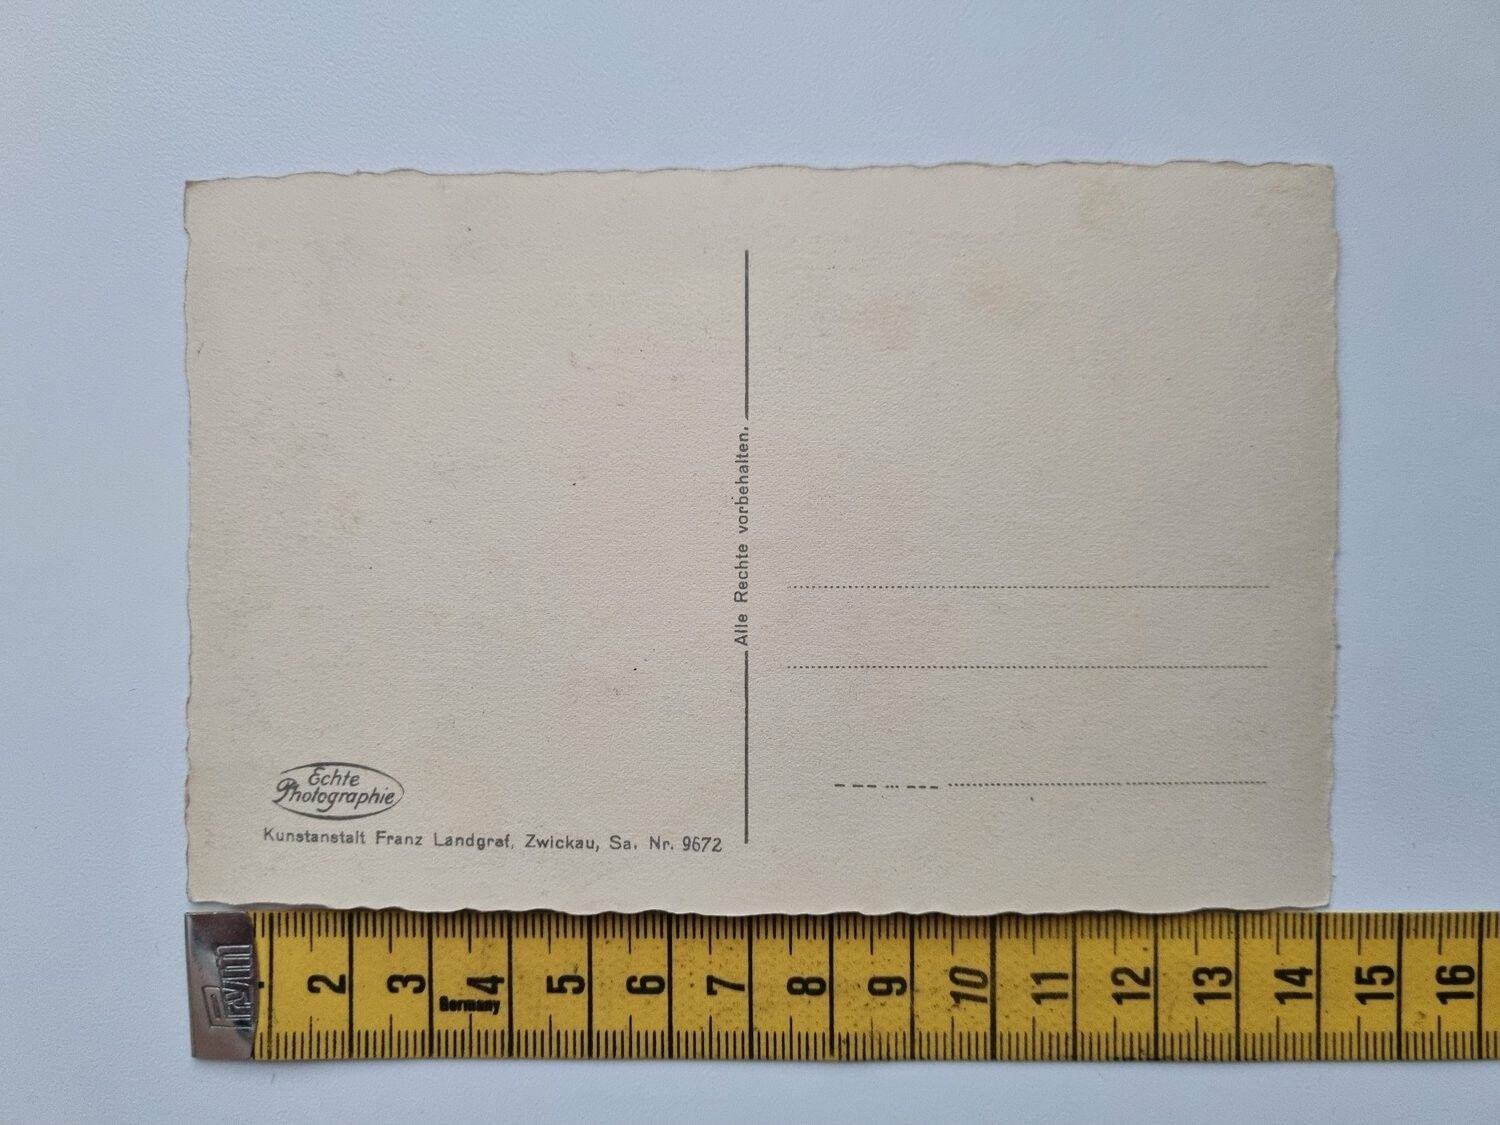 Alle Rechte vorbehalten.
Echte
Photographie
Kunstanstalt Franz Landgraf, Zwickau, Sa. Nr. 9672
Prym
2 3 4 5 6 7 8 9 10 11 12 13 14 15 16
Germany